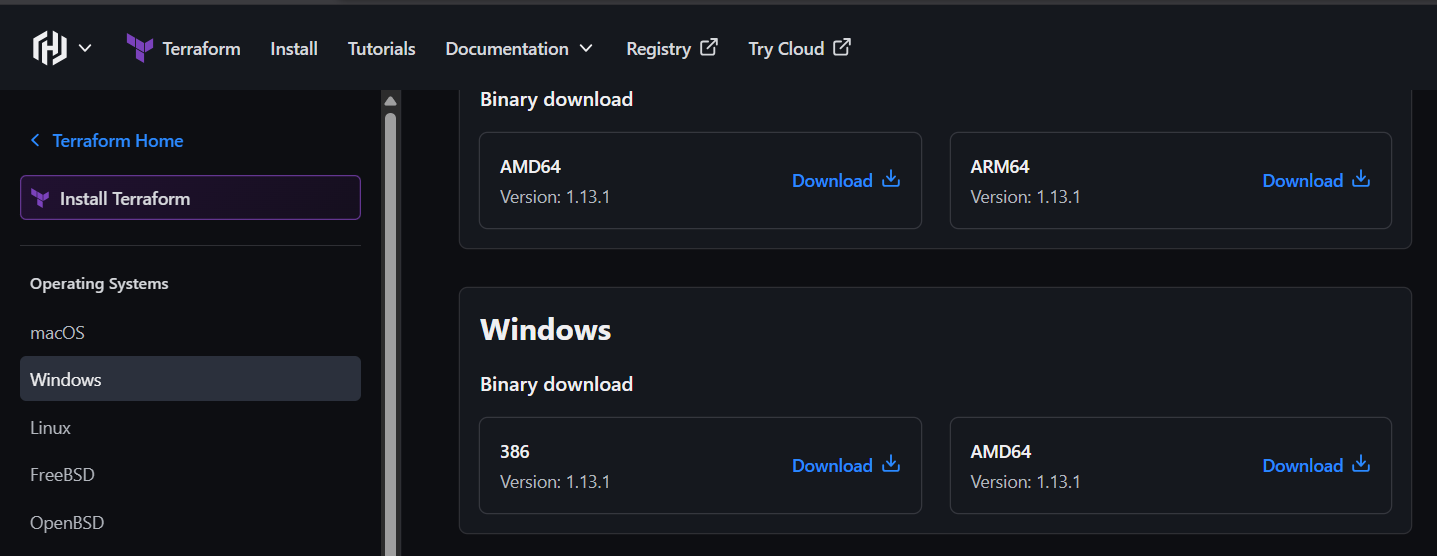 Terraform Install Tutorials Documentation Registry Try Cloud
Terraform Home
Install Terraform
Operating Systems
macOS
Windows
Linux
FreeBSD
OpenBSD
Binary download
AMD64
Version: 1.13.1
Download
ARM64
Version: 1.13.1
Download
Windows
Binary download
386
Version: 1.13.1
Download
AMD64
Version: 1.13.1
Download